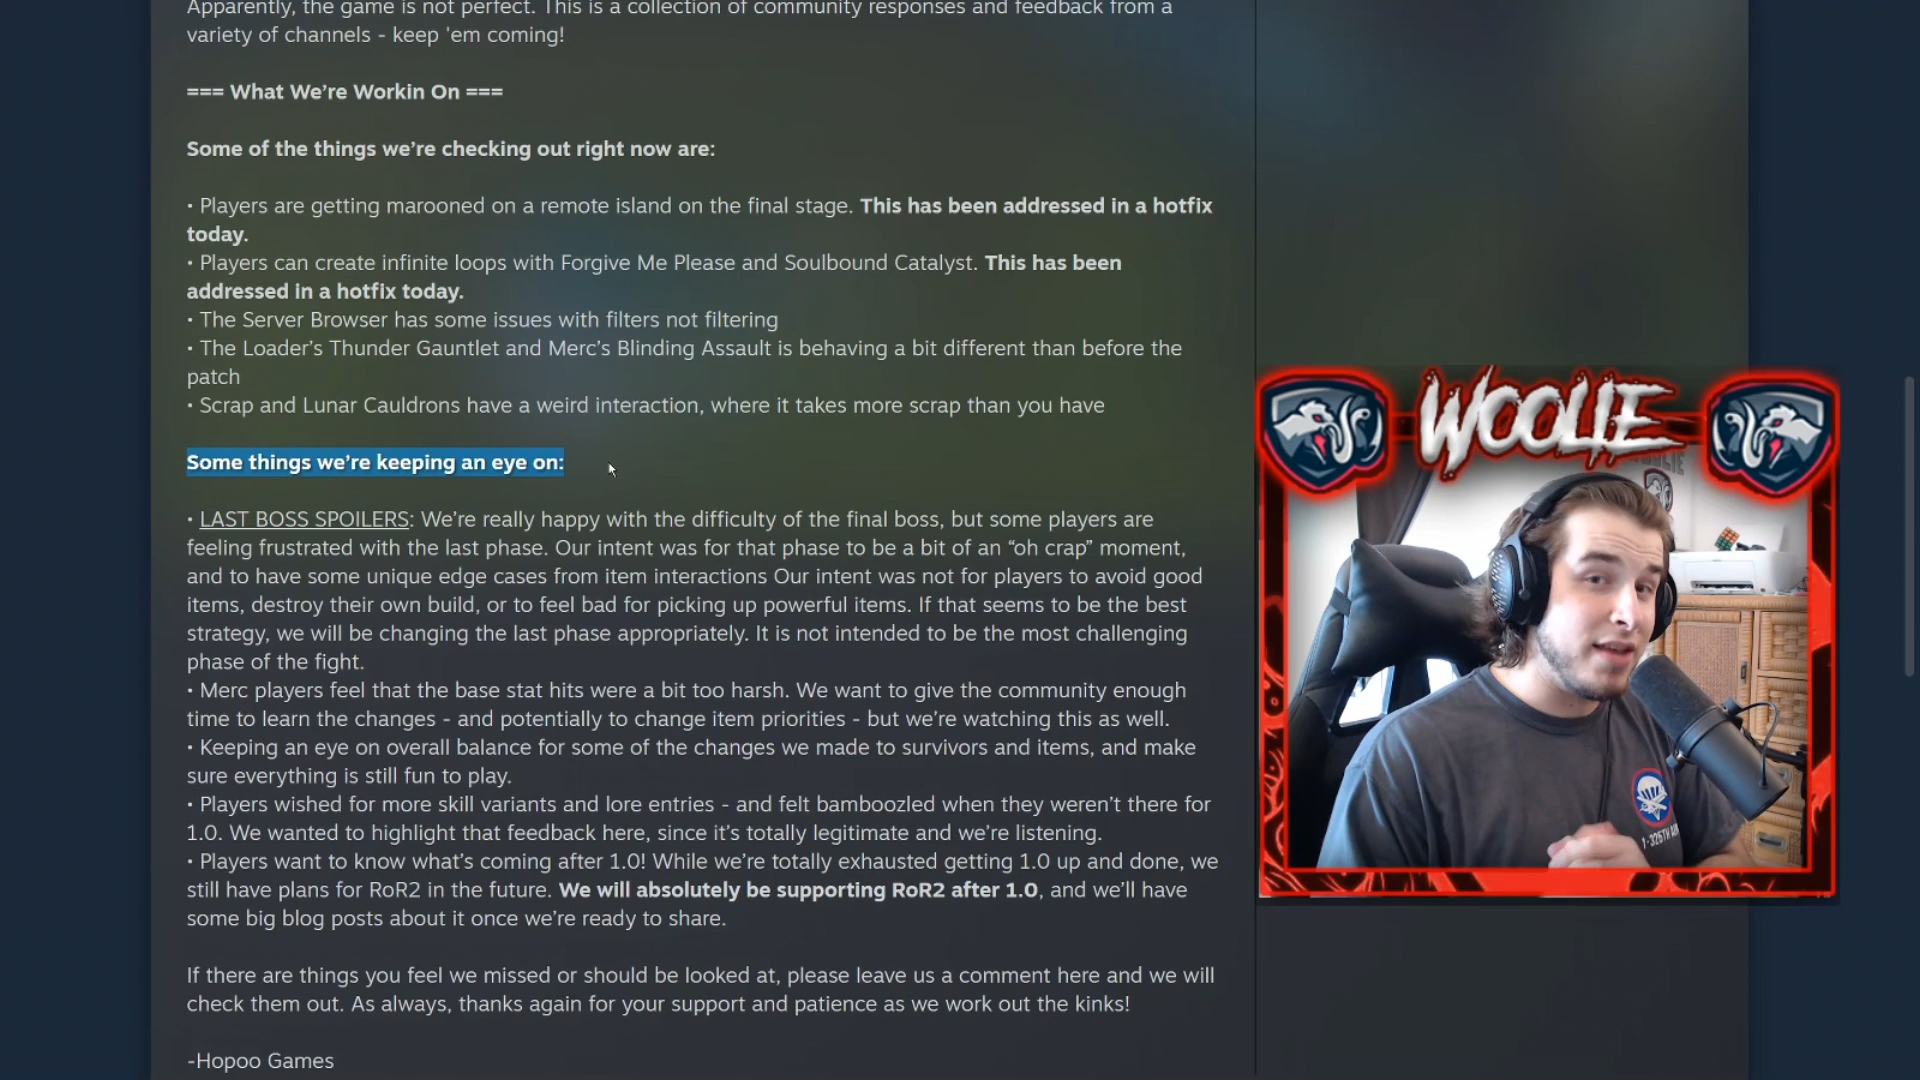 Apparently, the game is not perfect. This is a collection of community responses and feedback from a
variety of channels - keep 'em coming!
=== What We're Workin On ===
Some of the things we're checking out right now are:
• Players are getting marooned on a remote island on the final stage. This has been addressed in a hotfix
today.
• Players can create infinite loops with Forgive Me Please and Soulbound Catalyst. This has been
addressed in a hotfix today.
• The Server Browser has some issues with filters not filtering
• The Loader's Thunder Gauntlet and Merc's Blinding Assault is behaving a bit different than before the
patch
• Scrap and Lunar Cauldrons have a weird interaction, where it takes more scrap than you have
Some things we're keeping an eye on:
• LAST BOSS SPOILERS: We're really happy with the difficulty of the final boss, but some players are
feeling frustrated with the last phase. Our intent was for that phase to be a bit of an “oh crap” moment,
and to have some unique edge cases from item interactions Our intent was not for players to avoid good
items, destroy their own build, or to feel bad for picking up powerful items. If that seems to be the best
strategy, we will be changing the last phase appropriately. It is not intended to be the most challenging
phase of the fight.
• Merc players feel that the base stat hits were a bit too harsh. We want to give the community enough
time to learn the changes - and potentially to change item priorities - but we're watching this as well.
• Keeping an eye on overall balance for some of the changes we made to survivors and items, and make
sure everything is still fun to play.
• Players wished for more skill variants and lore entries - and felt bamboozled when they weren't there for
1.0. We wanted to highlight that feedback here, since it's totally legitimate and we're listening.
• Players want to know what's coming after 1.0! While we're totally exhausted getting 1.0 up and done, we
still have plans for RoR2 in the future. We will absolutely be supporting RoR2 after 1.0, and we'll have
some big blog posts about it once we're ready to share.
If there are things you feel we missed or should be looked at, please leave us a comment here and we will
check them out. As always, thanks again for your support and patience as we work out the kinks!
-Hopoo Games
WOOLIE
1-325TH AIR